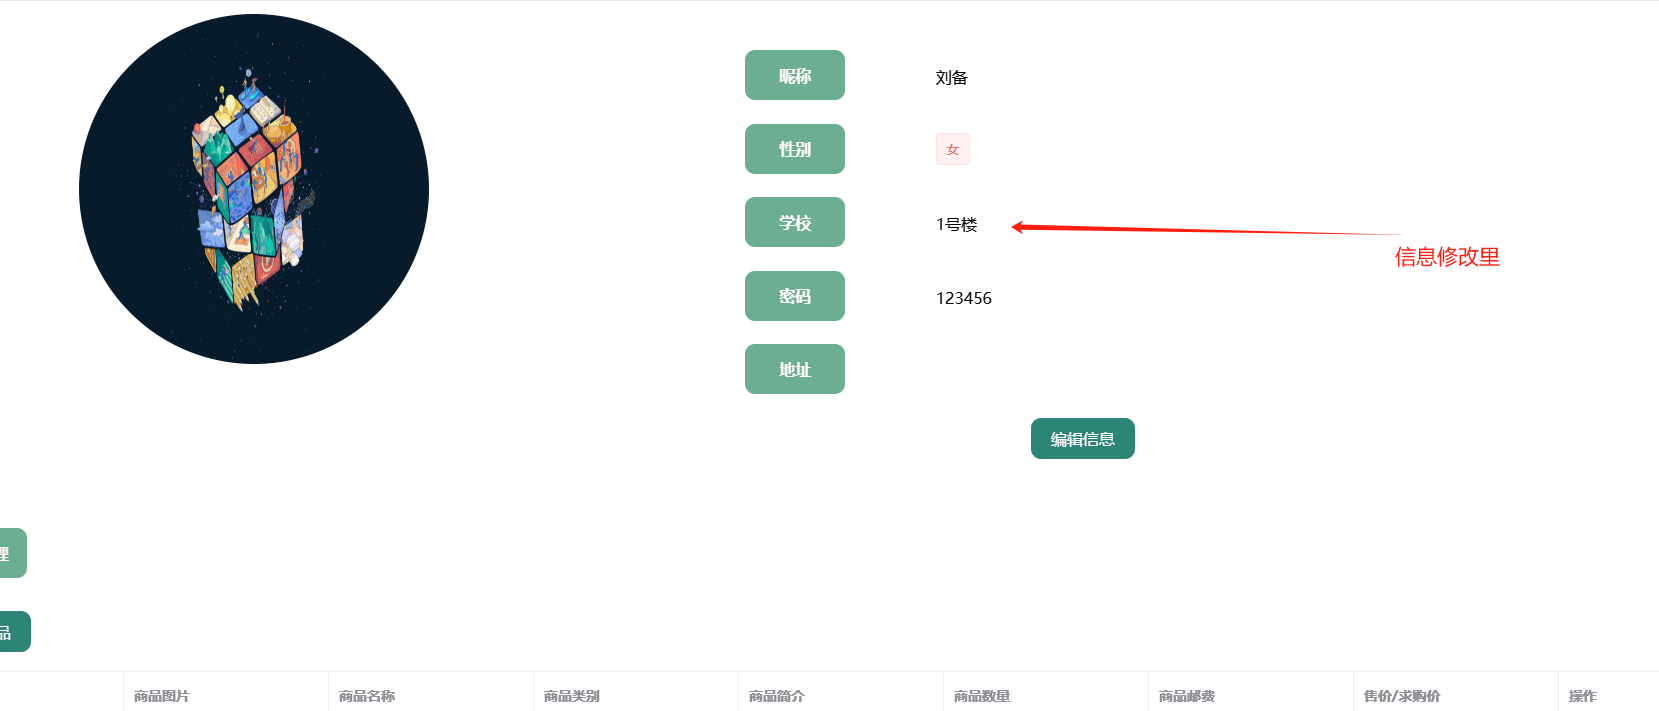 昵称 刘备
性别 女
学校 1号楼
信息修改里
密码 123456
地址
编辑信息
理
品
商品图片 商品名称 商品类别 商品简介 商品数量 商品邮费 售价/求购价 操作